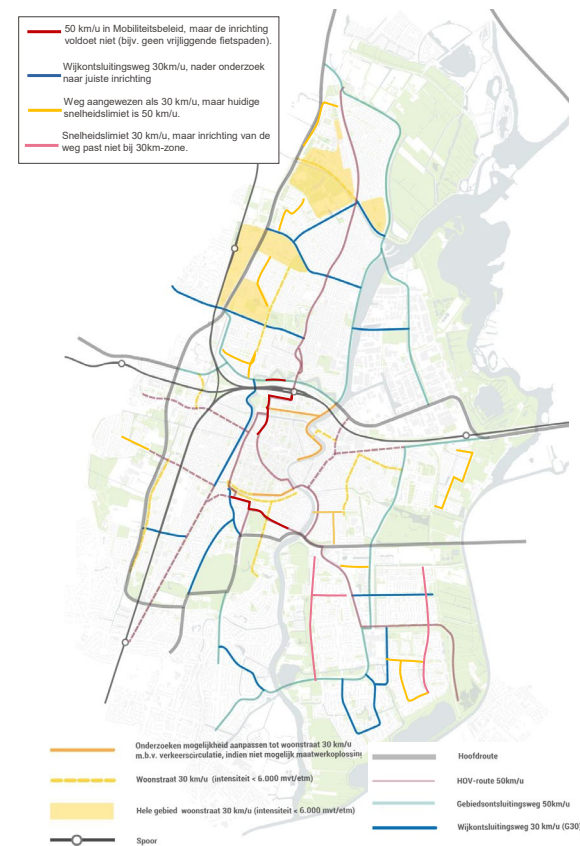 50 km/u in Mobiliteitsbeleid, maar de inrichting
voldoet niet (bijv. geen vrijliggende fietspaden).
Wijkontsluitingsweg 30km/u, nader onderzoek
naar juiste inrichting
Weg aangewezen als 30 km/u, maar huidige
snelheidslimiet is 50 km/u.
Snelheidslimiet 30 km/u, maar inrichting van de
weg past niet bij 30km-zone.
Onderzoeken mogelijkheid aanpassen tot woonstraat 30 km/u
m.b.v. verkeerscirculatie, indien niet mogelijk maatwerkoplossing
Woonstraat 30 km/u (intensiteit < 6.000 mvt/etm)
Hele gebied woonstraat 30 km/u (intensiteit < 6.000 mvt/etm)
Spoor
Hoofdroute
HOV-route 50km/u
Gebiedsontsluitingsweg 50km/u
Wijkontsluitingsweg 30 km/u (G30)